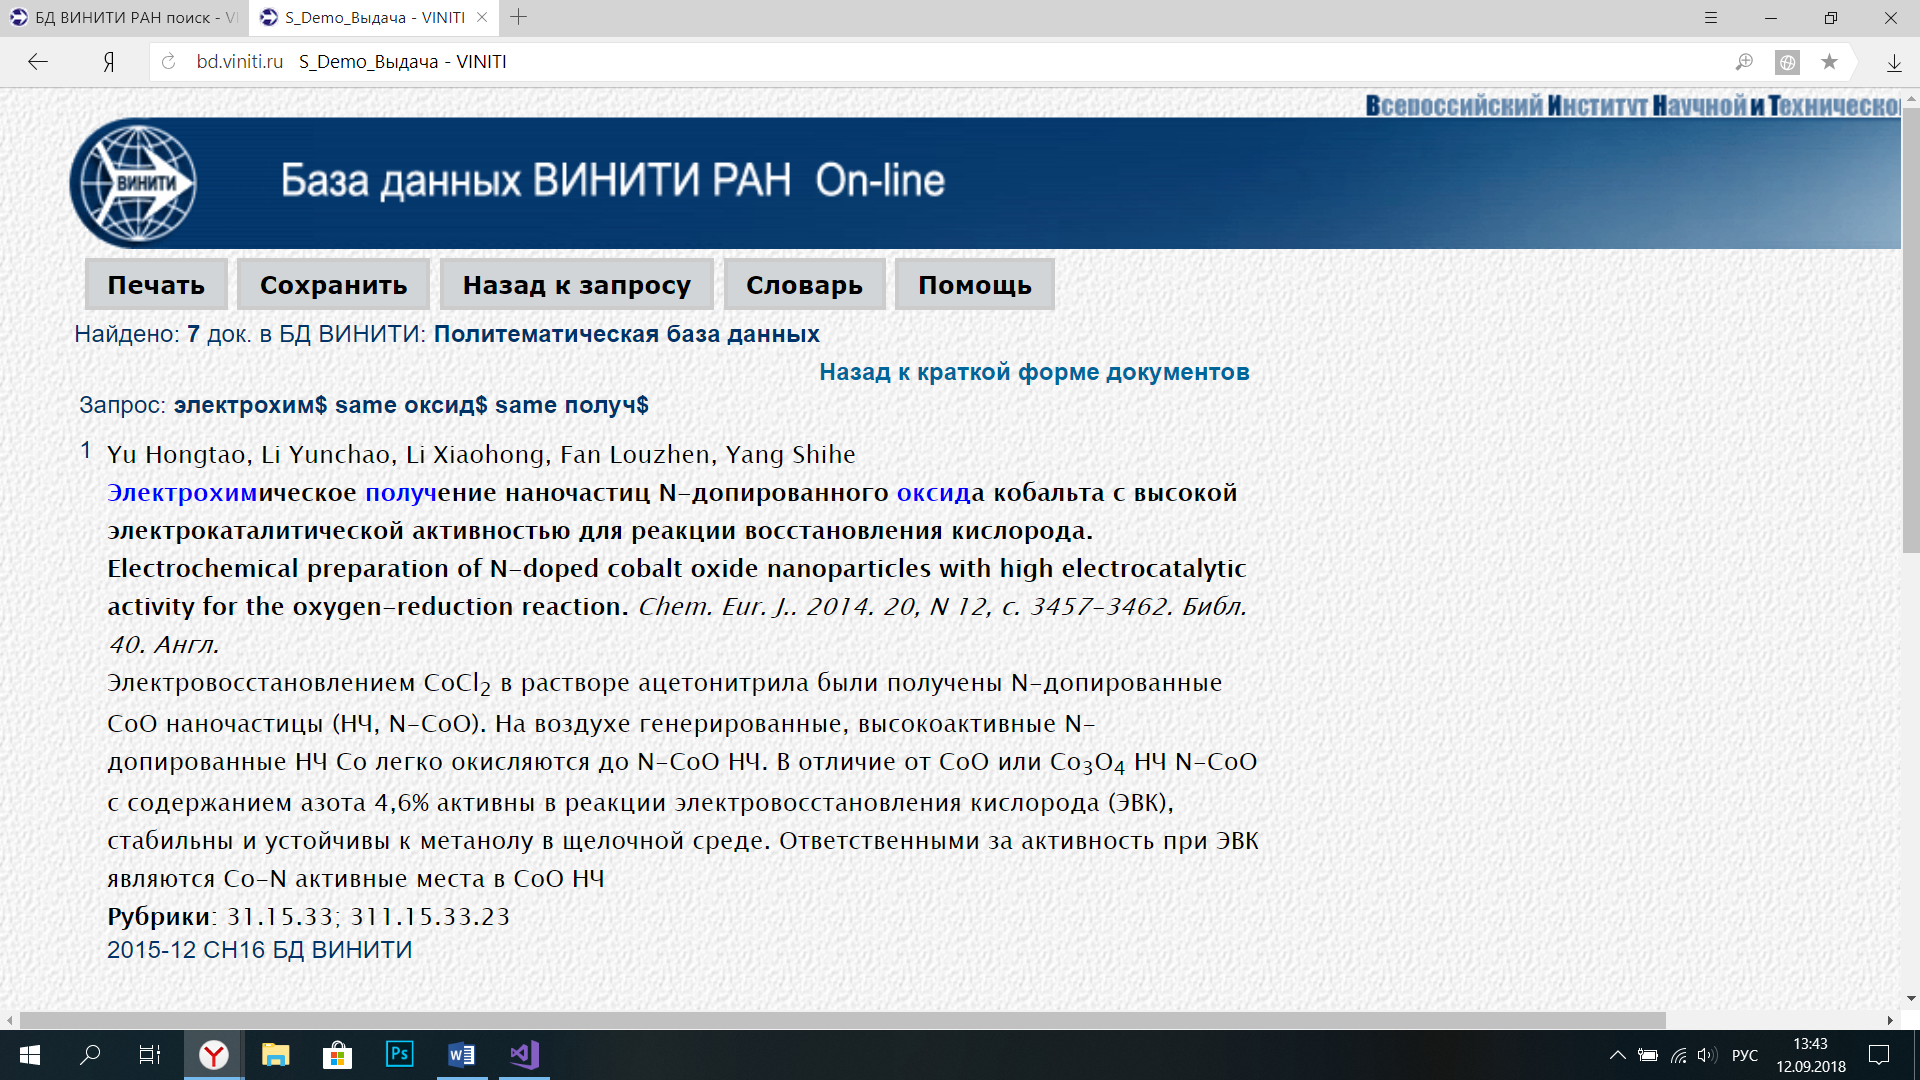 БД ВИНИТИ РАН поиск - VI
S_Demo_Выдача - VINITI
Я
bd.viniti.ru S_Demo_Выдача - VINITI
Всероссийский Институт Научной и Техническо
ВИНИТИ
База данных ВИНИТИ РАН On-line
Печать Сохранить Назад к запросу Словарь Помощь
Найдено: 7 док. в БД ВИНИТИ: Политематическая база данных
Назад к краткой форме документов
Запрос: электрохим$ same оксид$ same получ$
1 Yu Hongtao, Li Yunchao, Li Xiaohong, Fan Louzhen, Yang Shihe
Электрохимическое получение наночастиц N-допированного оксида кобальта с высокой
электрокаталитической активностью для реакции восстановления кислорода.
Electrochemical preparation of N-doped cobalt oxide nanoparticles with high electrocatalytic
activity for the oxygen-reduction reaction. Chem. Eur. J.. 2014. 20, N 12, с. 3457-3462. Библ.
40. Англ.
Электровосстановлением CoCl2 в растворе ацетонитрила были получены N-допированные
CoO наночастицы (НЧ, N-CoO). На воздухе генерированные, высокоактивные N-
допированные НЧ Co легко окисляются до N-CoO НЧ. В отличие от CoO или Co3O4 НЧ N-CoO
с содержанием азота 4,6% активны в реакции электровосстановления кислорода (ЭВК),
стабильны и устойчивы к метанолу в щелочной среде. Ответственными за активность при ЭВК
являются Co-N активные места в CoO НЧ
Рубрики: 31.15.33; 311.15.33.23
2015-12 CH16 БД ВИНИТИ
Ps
РУС
13:43
12.09.2018